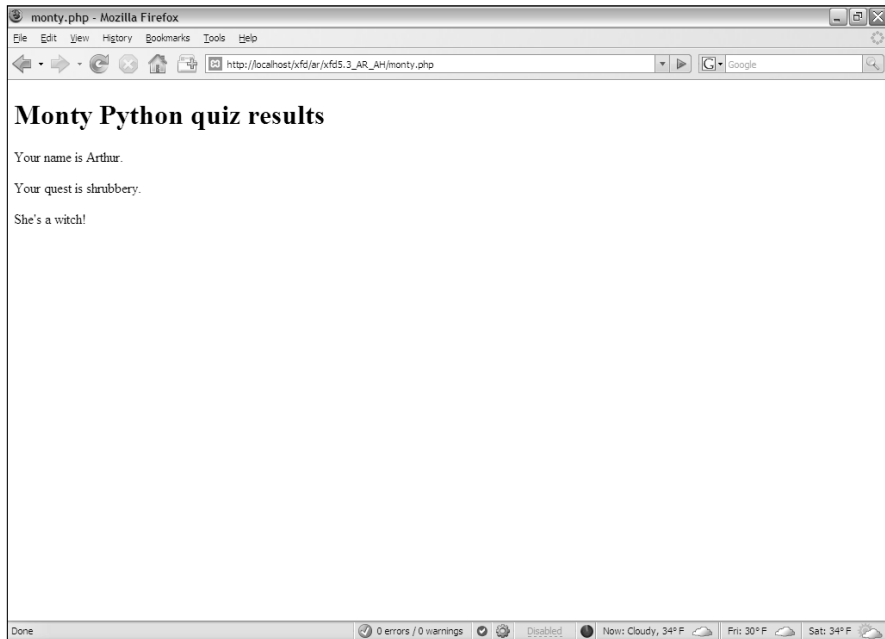 monty.php - Mozilla Firefox
File Edit View History Bookmarks Tools Help
http://localhost/xfd/ar/xfd5.3_AR_AH/monty.php G Google
Monty Python quiz results
Your name is Arthur.
Your quest is shrubbery.
She's a witch!
Done 0 errors / 0 warnings Disabled Now: Cloudy, 34° F Fri: 30° F Sat: 34° F